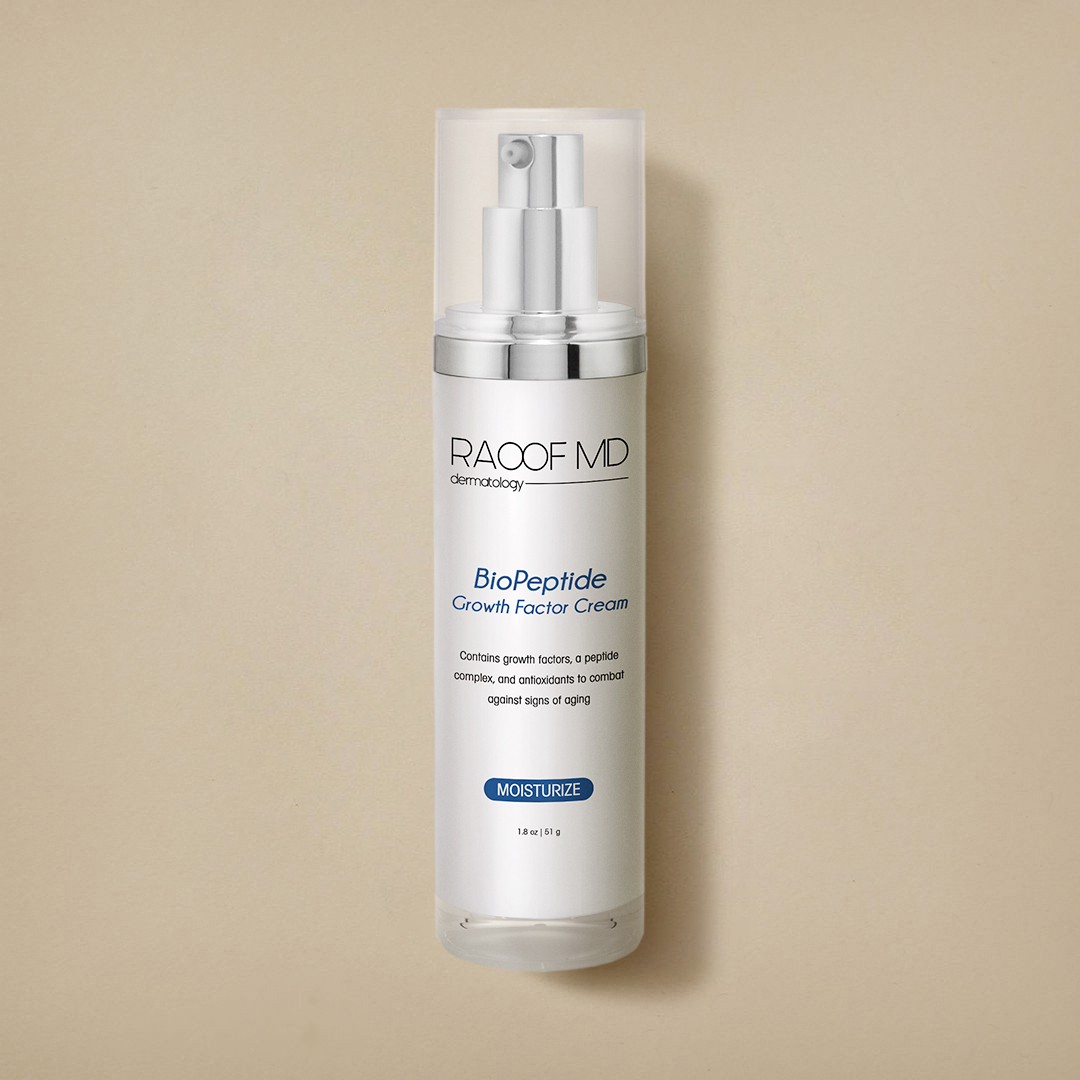 RAOOF MD
dermatology
BioPeptide
Growth Factor Cream
Contains growth factors, a peptide
complex, and antioxidants to combat
against signs of aging
MOISTURIZE
1.8 oz | 51 g